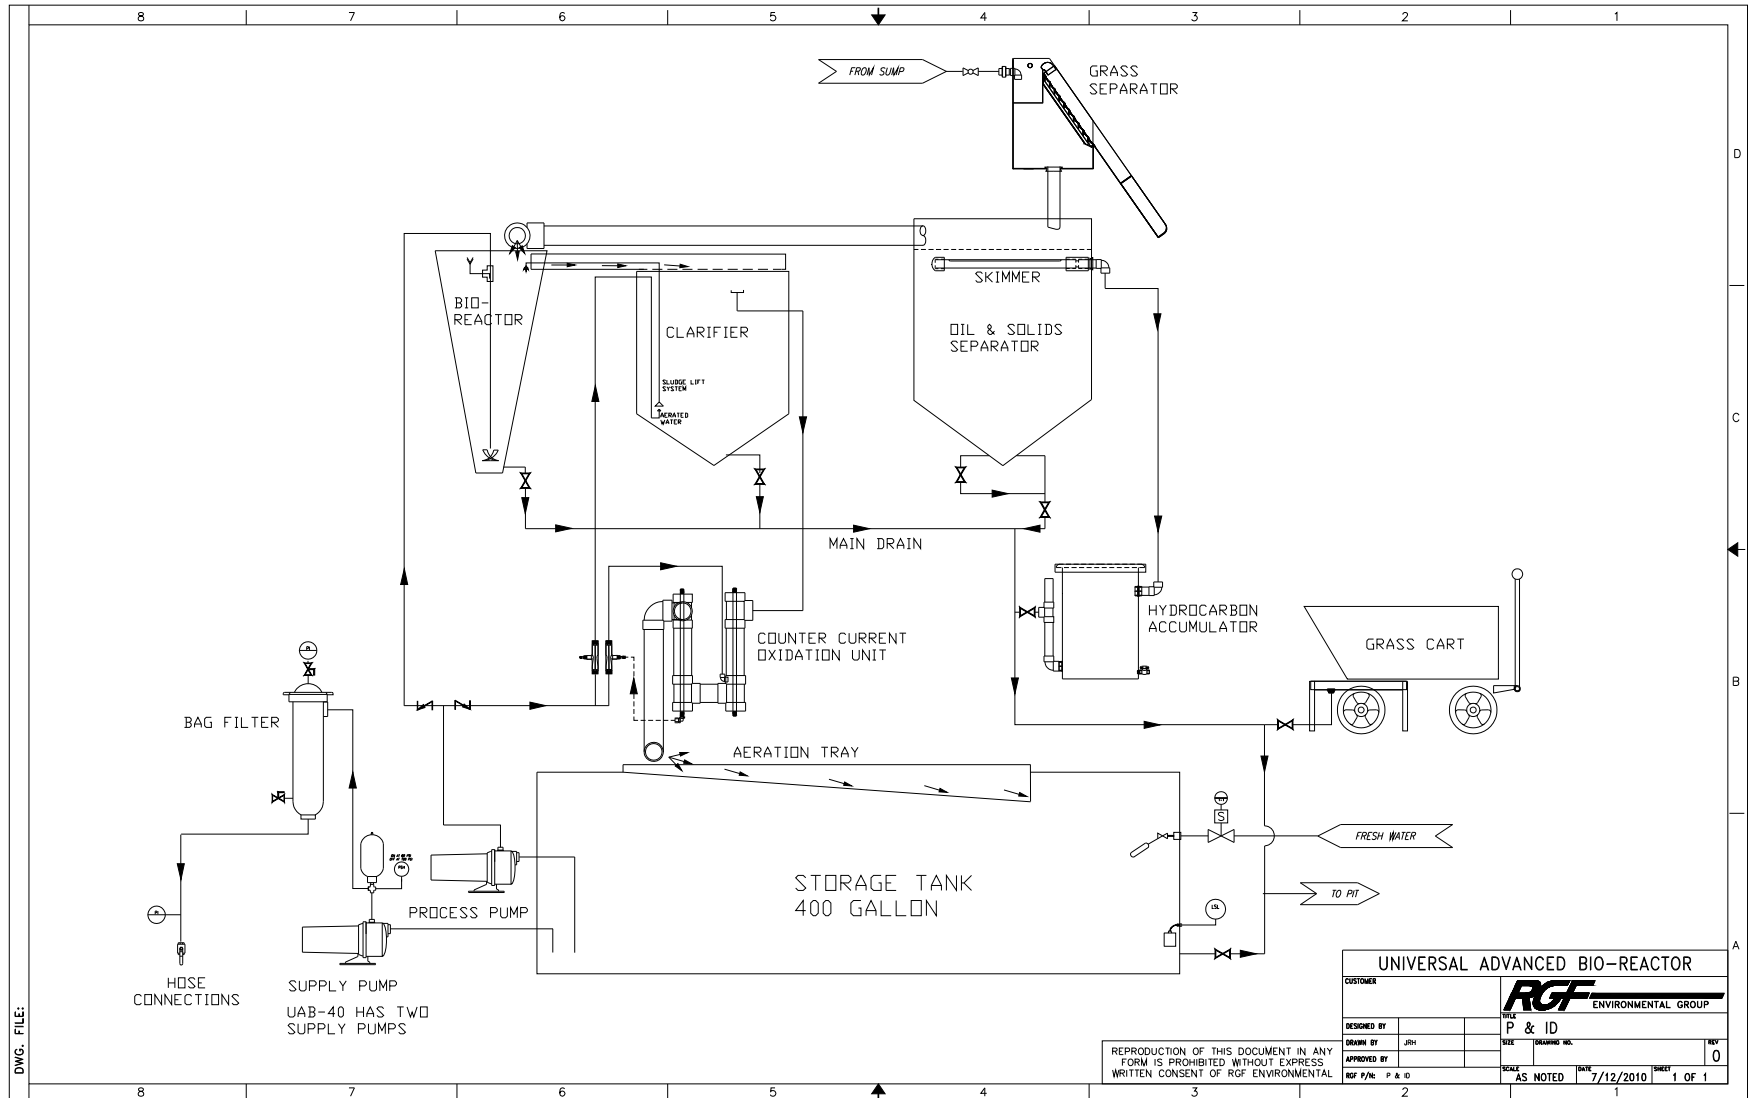 8 7 6 5 4 3 2 1
FROM SUMP
GRASS
SEPARATOR
D
SKIMMER
BIO-
REACTOR
CLARIFIER
OIL & SOLIDS
SEPARATOR
SLUDGE LIFT
SYSTEM
AERATED
WATER
C
MAIN DRAIN
HYDROCARBON
ACCUMULATOR
GRASS CART
COUNTER CURRENT
OXIDATION UNIT
PI
B
BAG FILTER
AERATION TRAY
S
FRESH WATER
PSH
STORAGE TANK
400 GALLON
TO PIT
PROCESS PUMP
PI
LSL
A
HOSE
CONNECTIONS
SUPPLY PUMP
UAB-40 HAS TWO
SUPPLY PUMPS
DWG. FILE:
REPRODUCTION OF THIS DOCUMENT IN ANY
FORM IS PROHIBITED WITHOUT EXPRESS
WRITTEN CONSENT OF RGF ENVIRONMENTAL
UNIVERSAL ADVANCED BIO-REACTOR
CUSTOMER
RGF ENVIRONMENTAL GROUP
TITLE
P & ID
DESIGNED BY
DRAWN BY JRH
APPROVED BY
RGF P/N: P & ID
SIZE DRAWING NO. REV
0
SCALE AS NOTED DATE 7/12/2010 SHEET 1 OF 1
8 7 6 5 4 3 2 1